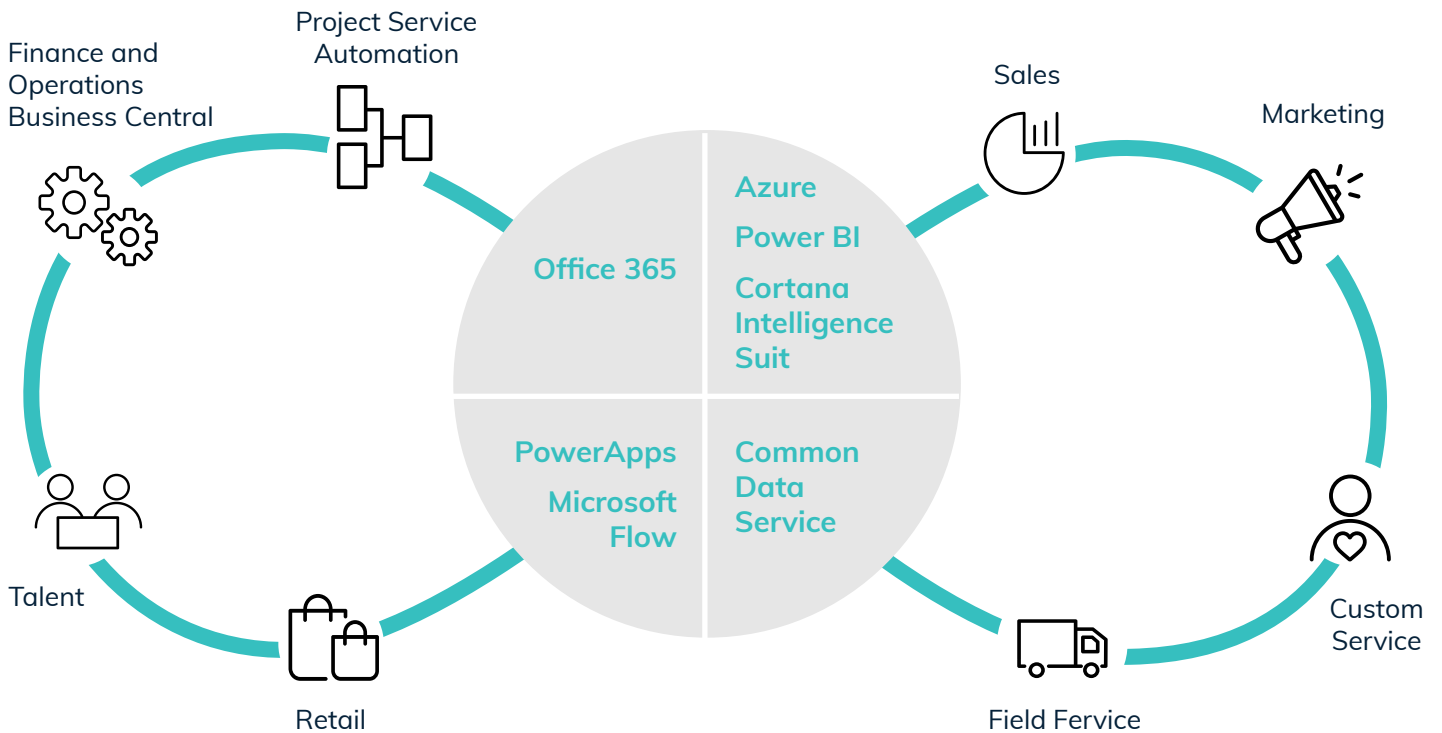 Project Service
Automation
Finance and
Operations
Business Central
Sales
Marketing
Azure
Power BI
Office 365
Cortana
Intelligence
Suit
PowerApps
Microsoft
Flow
Common
Data
Service
Talent
Custom
Service
Retail
Field Fervice